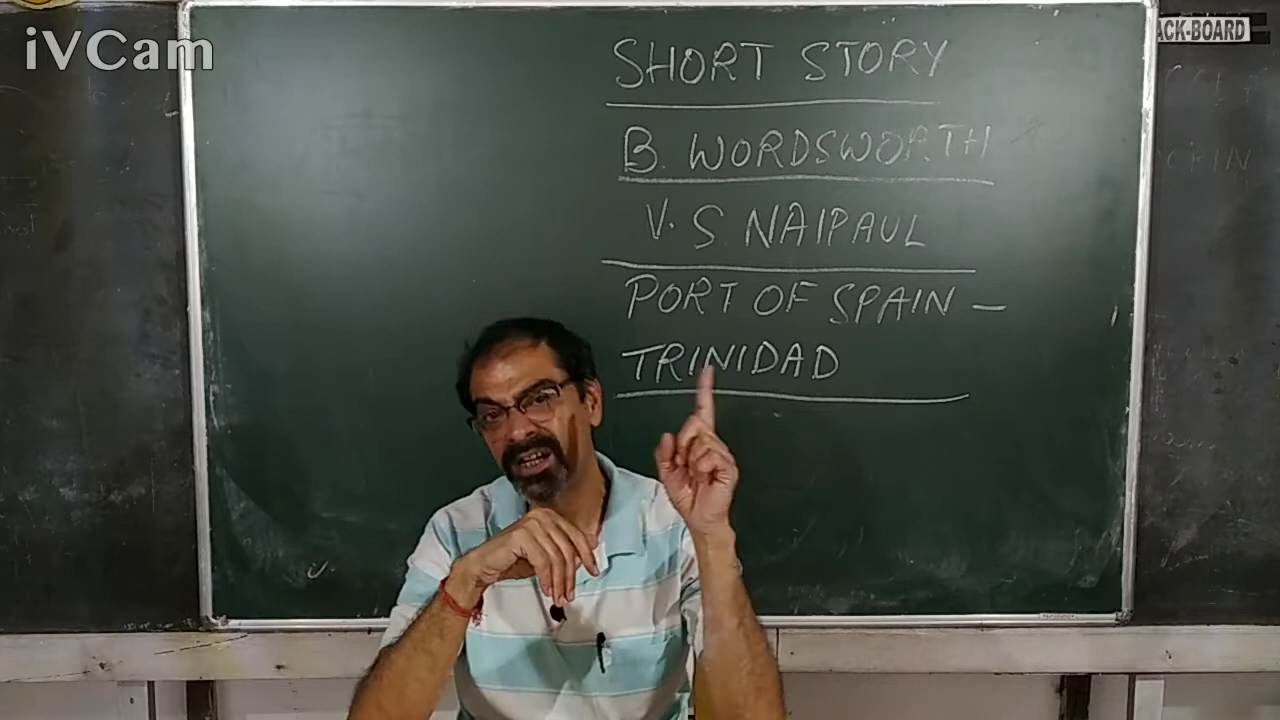 iVCam
ACK-BOARD
SHORT STORY
B. WORDSWORTH
V. S. NAIPAUL
PORT OF SPAIN –
TRINIDAD